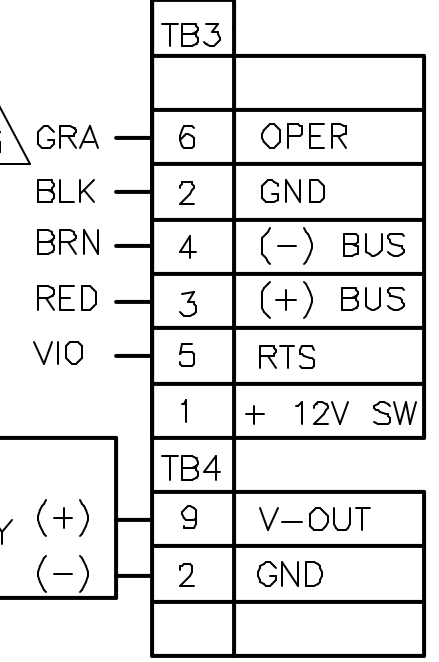 TB3
GRA 6 OPER
BLK 2 GND
BRN 4 (-) BUS
RED 3 (+) BUS
VIO 5 RTS
1 + 12V SW
TB4
(+) 9 V-OUT
(-) 2 GND